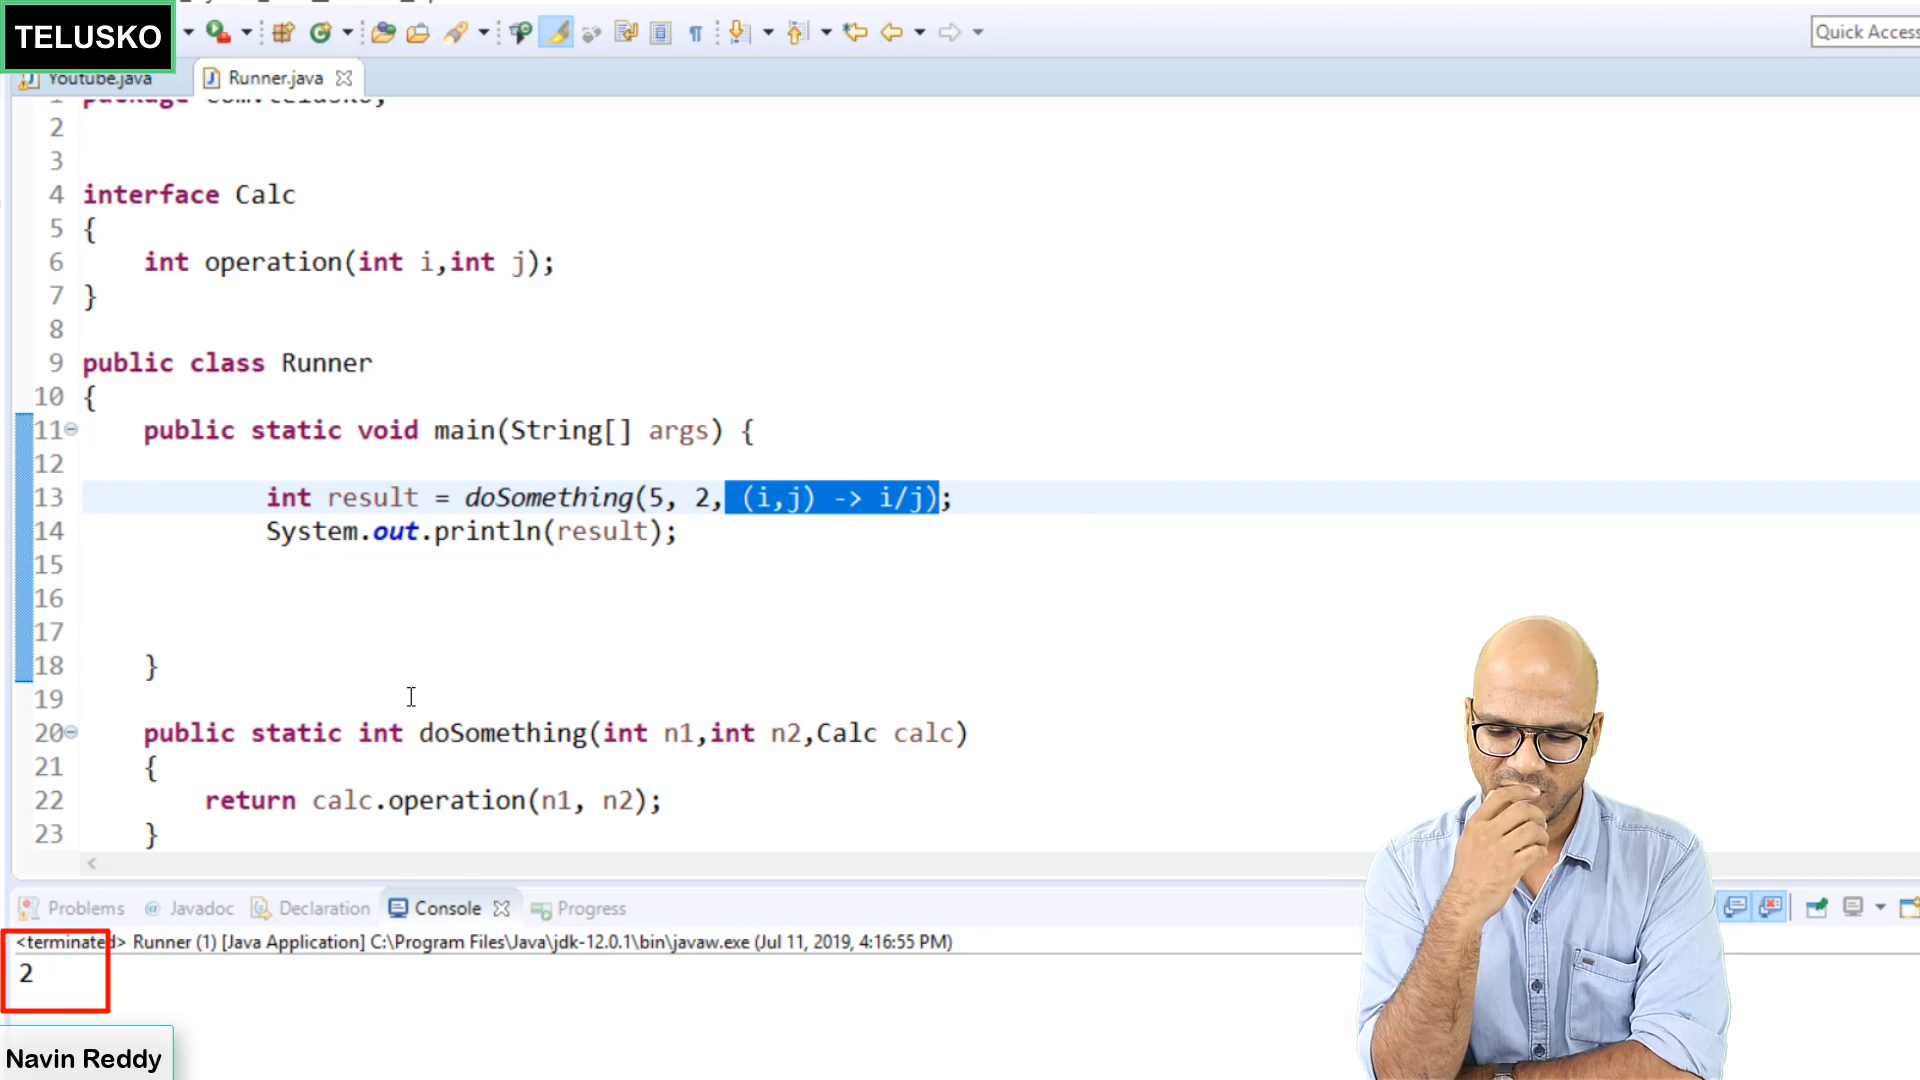 TELUSKO
Quick Access
Youtube.java
Runner.java
1 package com.telusko;
2
3
4 interface Calc
5 {
6 int operation(int i,int j);
7 }
8
9 public class Runner
10 {
11 public static void main(String[] args) {
12
13 int result = doSomething(5, 2, (i,j) -> i/j);
14 System.out.println(result);
15
16
17
18 }
19
20 public static int doSomething(int n1,int n2,Calc calc)
21 {
22 return calc.operation(n1, n2);
23 }
Problems @ Javadoc Declaration Console Progress
<terminated> Runner (1) [Java Application] C:\Program Files\Java\jdk-12.0.1\bin\javaw.exe (Jul 11, 2019, 4:16:55 PM)
2
Navin Reddy